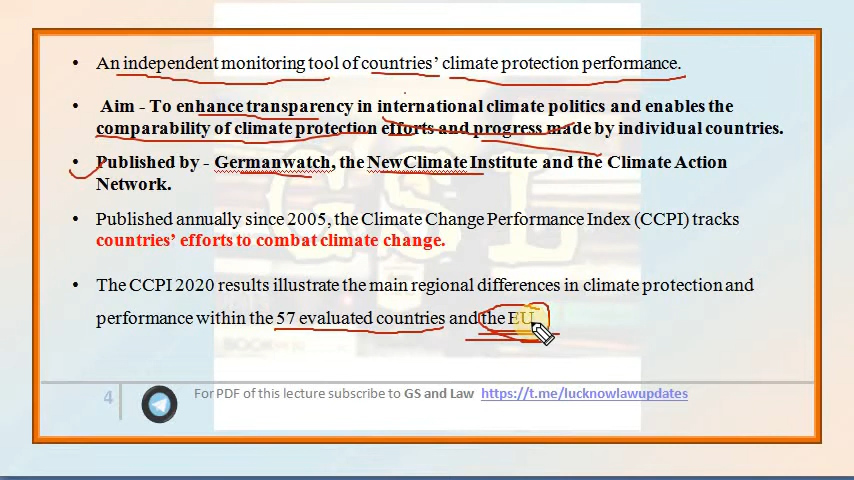 • An independent monitoring tool of countries’ climate protection performance.
• Aim - To enhance transparency in international climate politics and enables the
comparability of climate protection efforts and progress made by individual countries.
• Published by - Germanwatch, the NewClimate Institute and the Climate Action
Network.
• Published annually since 2005, the Climate Change Performance Index (CCPI) tracks
countries’ efforts to combat climate change.
• The CCPI 2020 results illustrate the main regional differences in climate protection and
performance within the 57 evaluated countries and the EU
GSL
4 For PDF of this lecture subscribe to GS and Law https://t.me/lucknowlawupdates